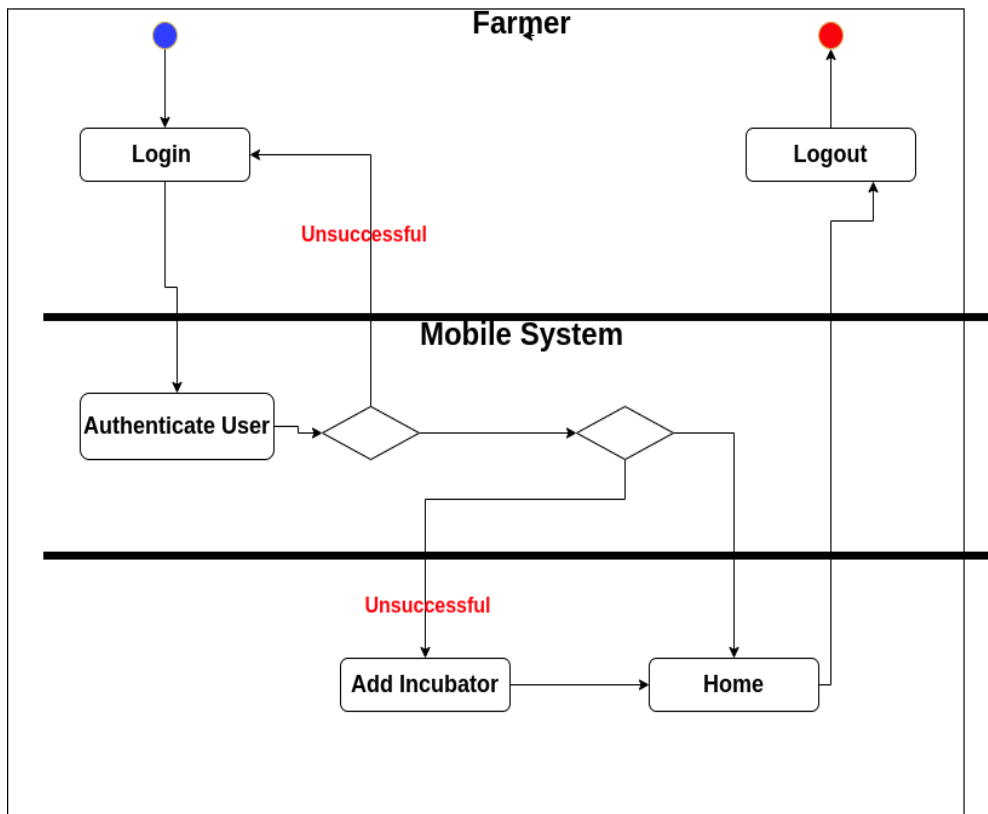 Farmer
Login
Logout
Unsuccessful
Mobile System
Authenticate User
Unsuccessful
Add Incubator
Home